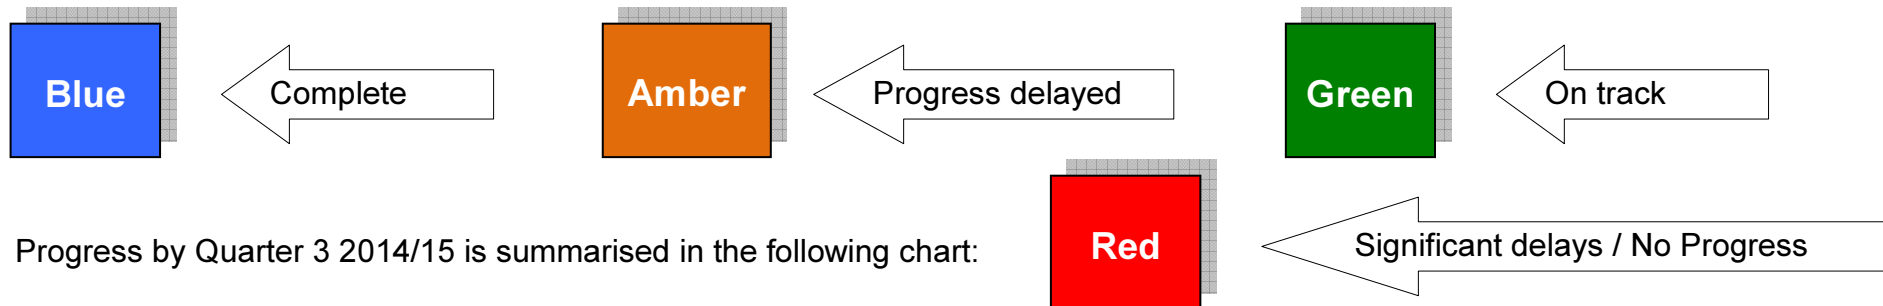 Blue
Complete
Amber
Progress delayed
Green
On track
Progress by Quarter 3 2014/15 is summarised in the following chart:
Red
Significant delays / No Progress